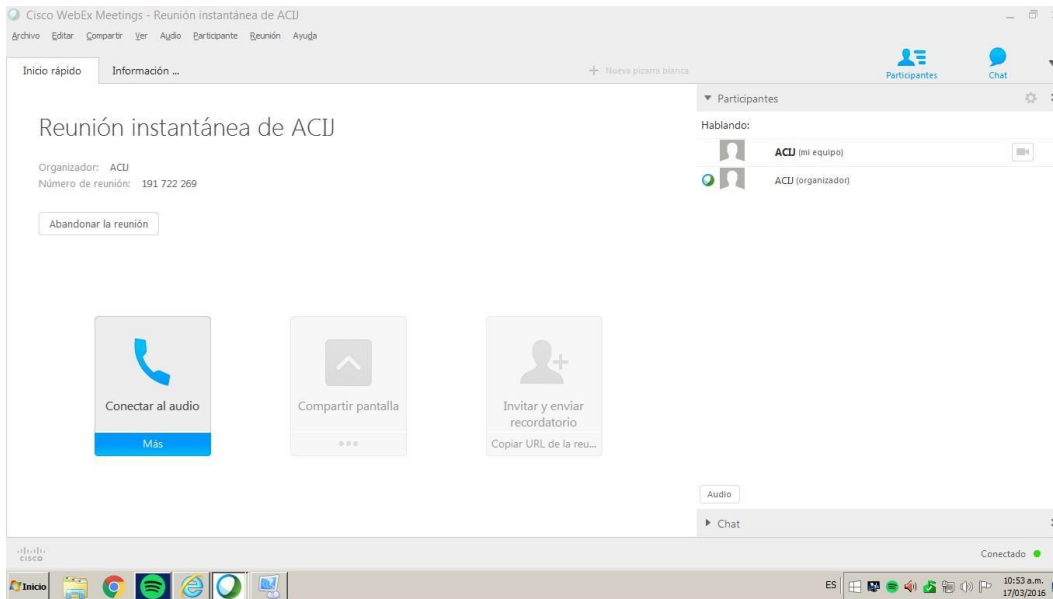 Cisco WebEx Meetings - Reunión instantánea de ACIJ
Archivo Editar Compartir Ver Audio Participante Reunión Ayuda
Inicio rápido
Información ...
+ Nueva pizarra blanca
Participantes
Chat
Reunión instantánea de ACIJ
Organizador: ACIJ
Número de reunión: 191 722 269
Abandonar la reunión
Conectar al audio
Más
Compartir pantalla
Invitar y enviar
recordatorio
Copiar URL de la reu...
Participantes
Hablando:
ACIJ (mi equipo)
ACIJ (organizador)
Audio
Chat
cisco
Conectado
Inicio
ES
10:53 a.m.
17/03/2016